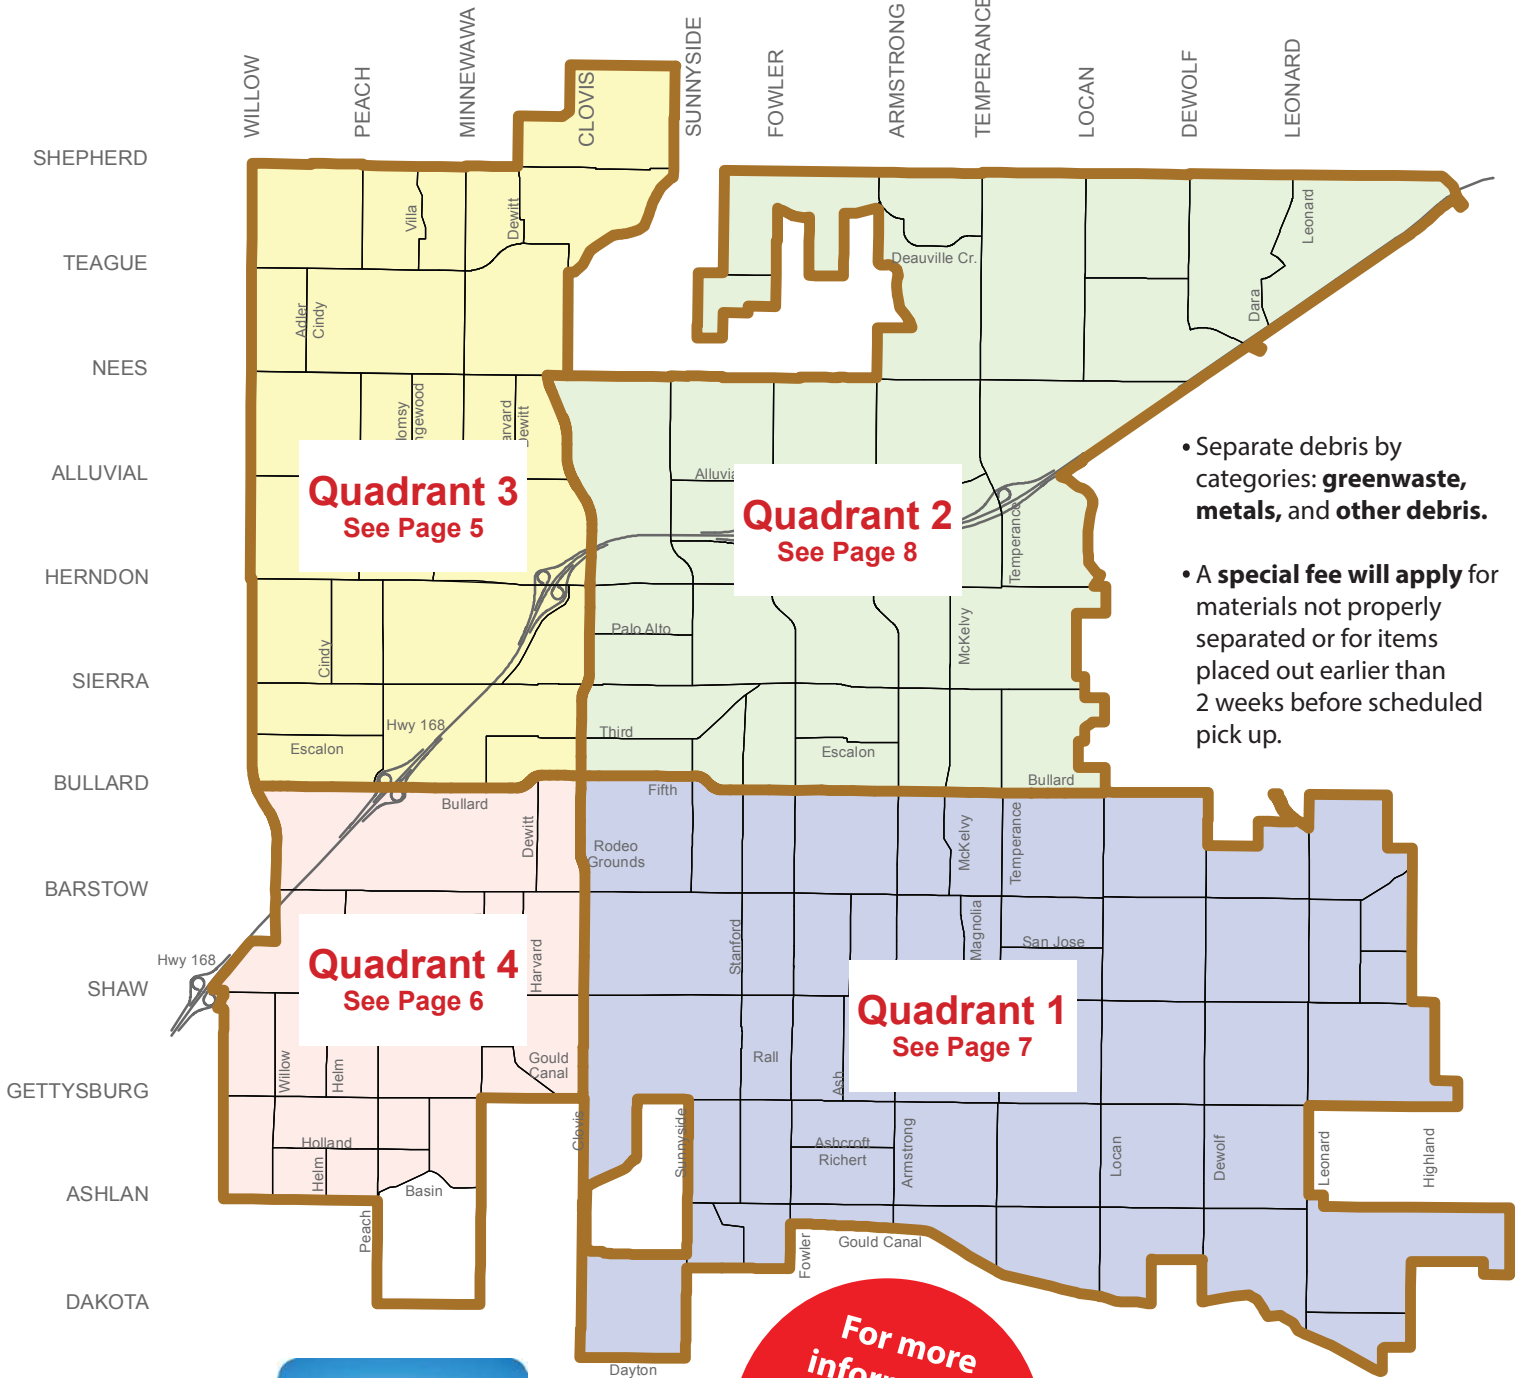 WILLOW
PEACH
MINNEWAWA
CLOVIS
SUNNYSIDE
FOWLER
ARMSTRONG
TEMPERANCE
LOCAN
DEWOLF
LEONARD
SHEPHERD
TEAGUE
NEES
ALLUVIAL
HERNDON
SIERRA
BULLARD
BARSTOW
SHAW
GETTYSBURG
ASHLAN
DAKOTA
Villa
Dewitt
Adler
Cindy
Dewitt
Quadrant 3
See Page 5
Cindy
Hwy 168
Escalon
Deauville Cr.
Leonard
Dara
Quadrant 2
See Page 8
Temperance
Palo Alto
McKelvy
Third
Escalon
Bullard
• Separate debris by
categories: greenwaste,
metals, and other debris.
• A special fee will apply for
materials not properly
separated or for items
placed out earlier than
2 weeks before scheduled
pick up.
Bullard
Dewitt
Hwy 168
Quadrant 4
See Page 6
Harvard
Willow
Helm
Gould
Canal
Holland
Helm
Basin
Peach
Fifth
Rodeo
Grounds
McKelvy
Temperance
Stanford
Magnolia
San Jose
Quadrant 1
See Page 7
Rall
Ash
Clovis
Sunnyside
Ashcroft
Richert
Armstrong
Locan
Dewolf
Leonard
Highland
Fowler
Gould Canal
Dayton
For more